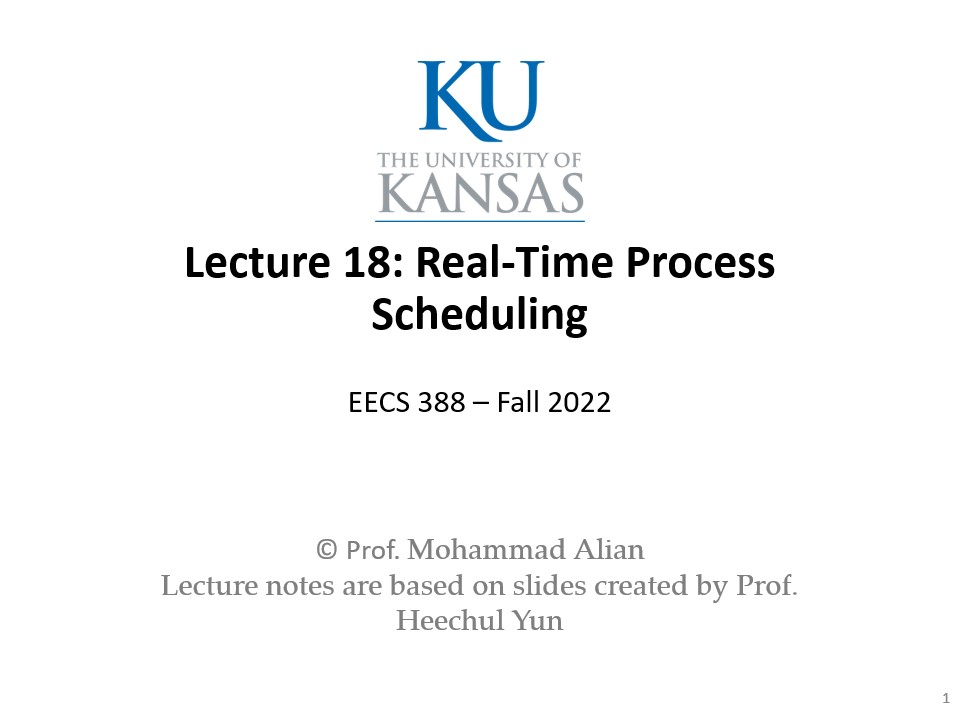 KU
THE UNIVERSITY OF
KANSAS
Lecture 18: Real-Time Process
Scheduling
EECS 388 – Fall 2022
© Prof. Mohammad Alian
Lecture notes are based on slides created by Prof.
Heechul Yun
1